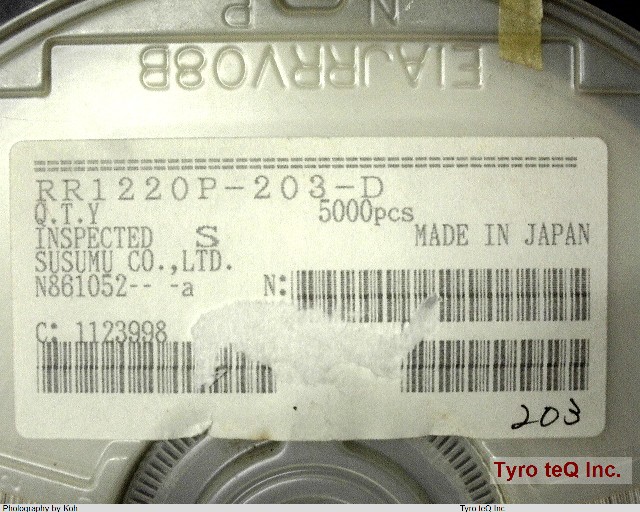 NOP
EIAJRRV08B
RR1220P-203-D
Q.T.Y 5000pcs
INSPECTED S MADE IN JAPAN
SUSUMU CO.,LTD.
N861052-- -a N:
C: 1123998
203
Tyro teQ Inc.
Photography by Koh Tyro teQ Inc